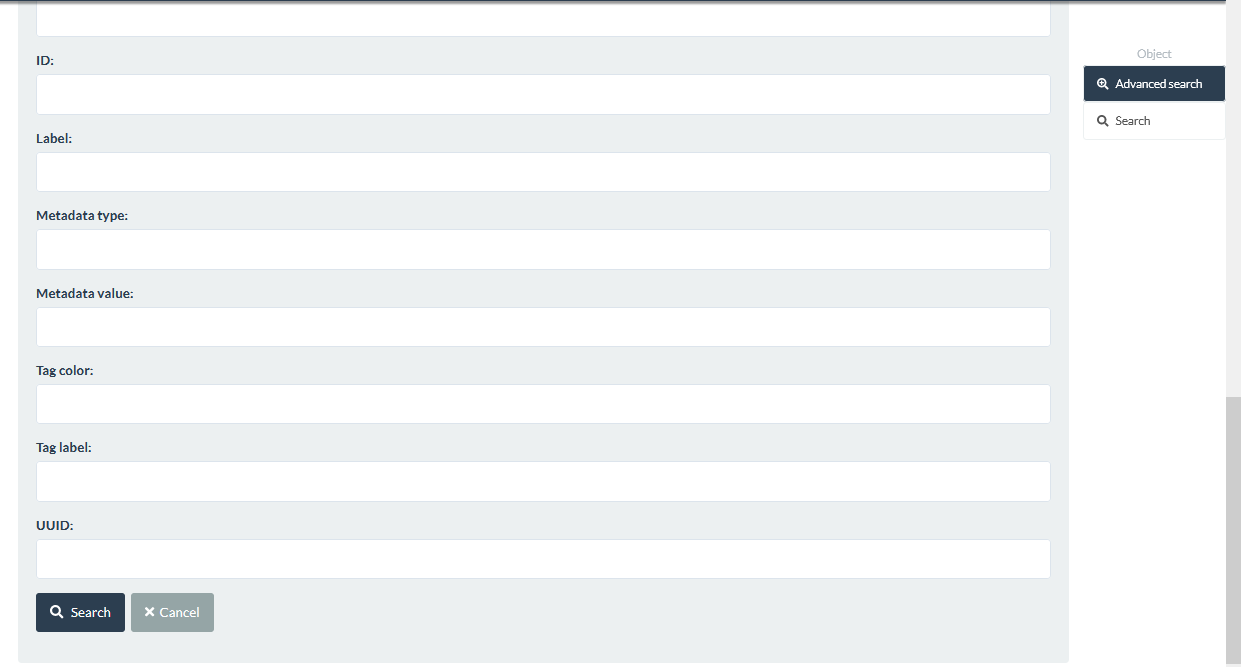 ID:
Label:
Metadata type:
Metadata value:
Tag color:
Tag label:
UUID:
Search
Cancel
Object
Advanced search
Search